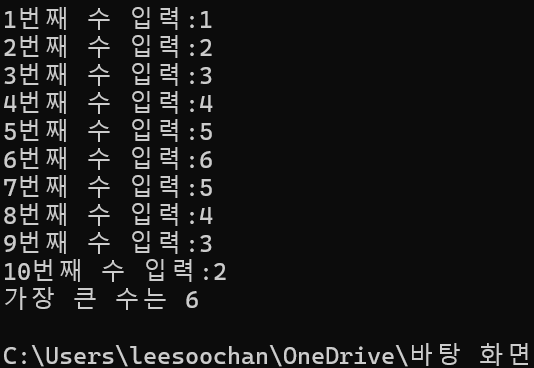 1번째 수 입력:1
2번째 수 입력:2
3번째 수 입력:3
4번째 수 입력:4
5번째 수 입력:5
6번째 수 입력:6
7번째 수 입력:5
8번째 수 입력:4
9번째 수 입력:3
10번째 수 입력:2
가장 큰 수는 6
C:\Users\leesoochan\OneDrive\바탕 화면